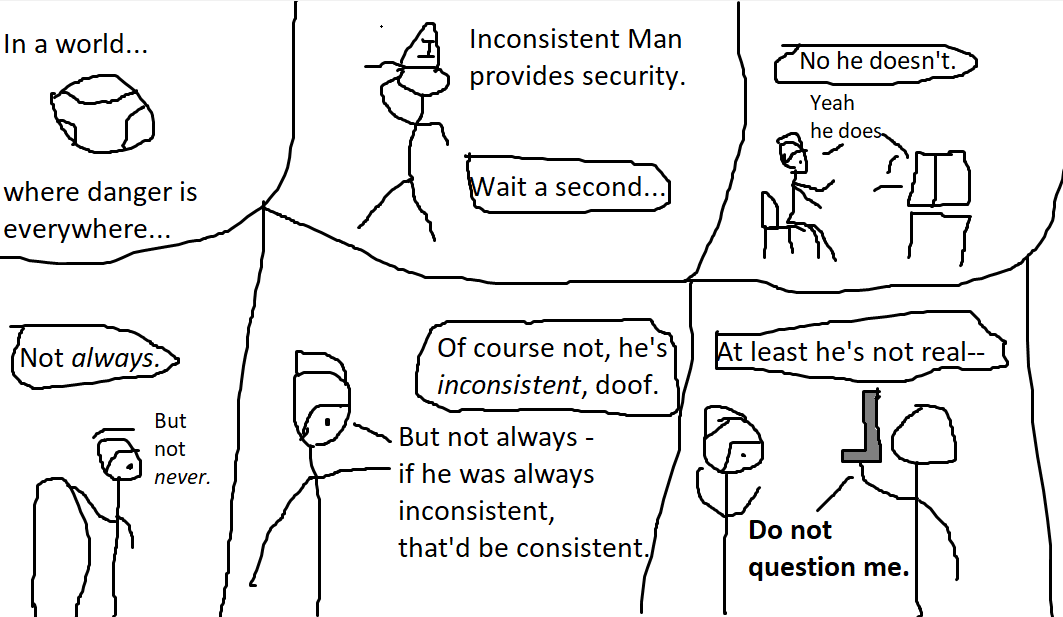 In a world...
where danger is
everywhere...
I
Inconsistent Man
provides security.
Wait a second...
No he doesn't.
Yeah
he does
Not always.
But
not
never.
Of course not, he's
inconsistent, doof.
But not always -
if he was always
inconsistent,
that'd be consistent.
At least he's not real--
Do not
question me.